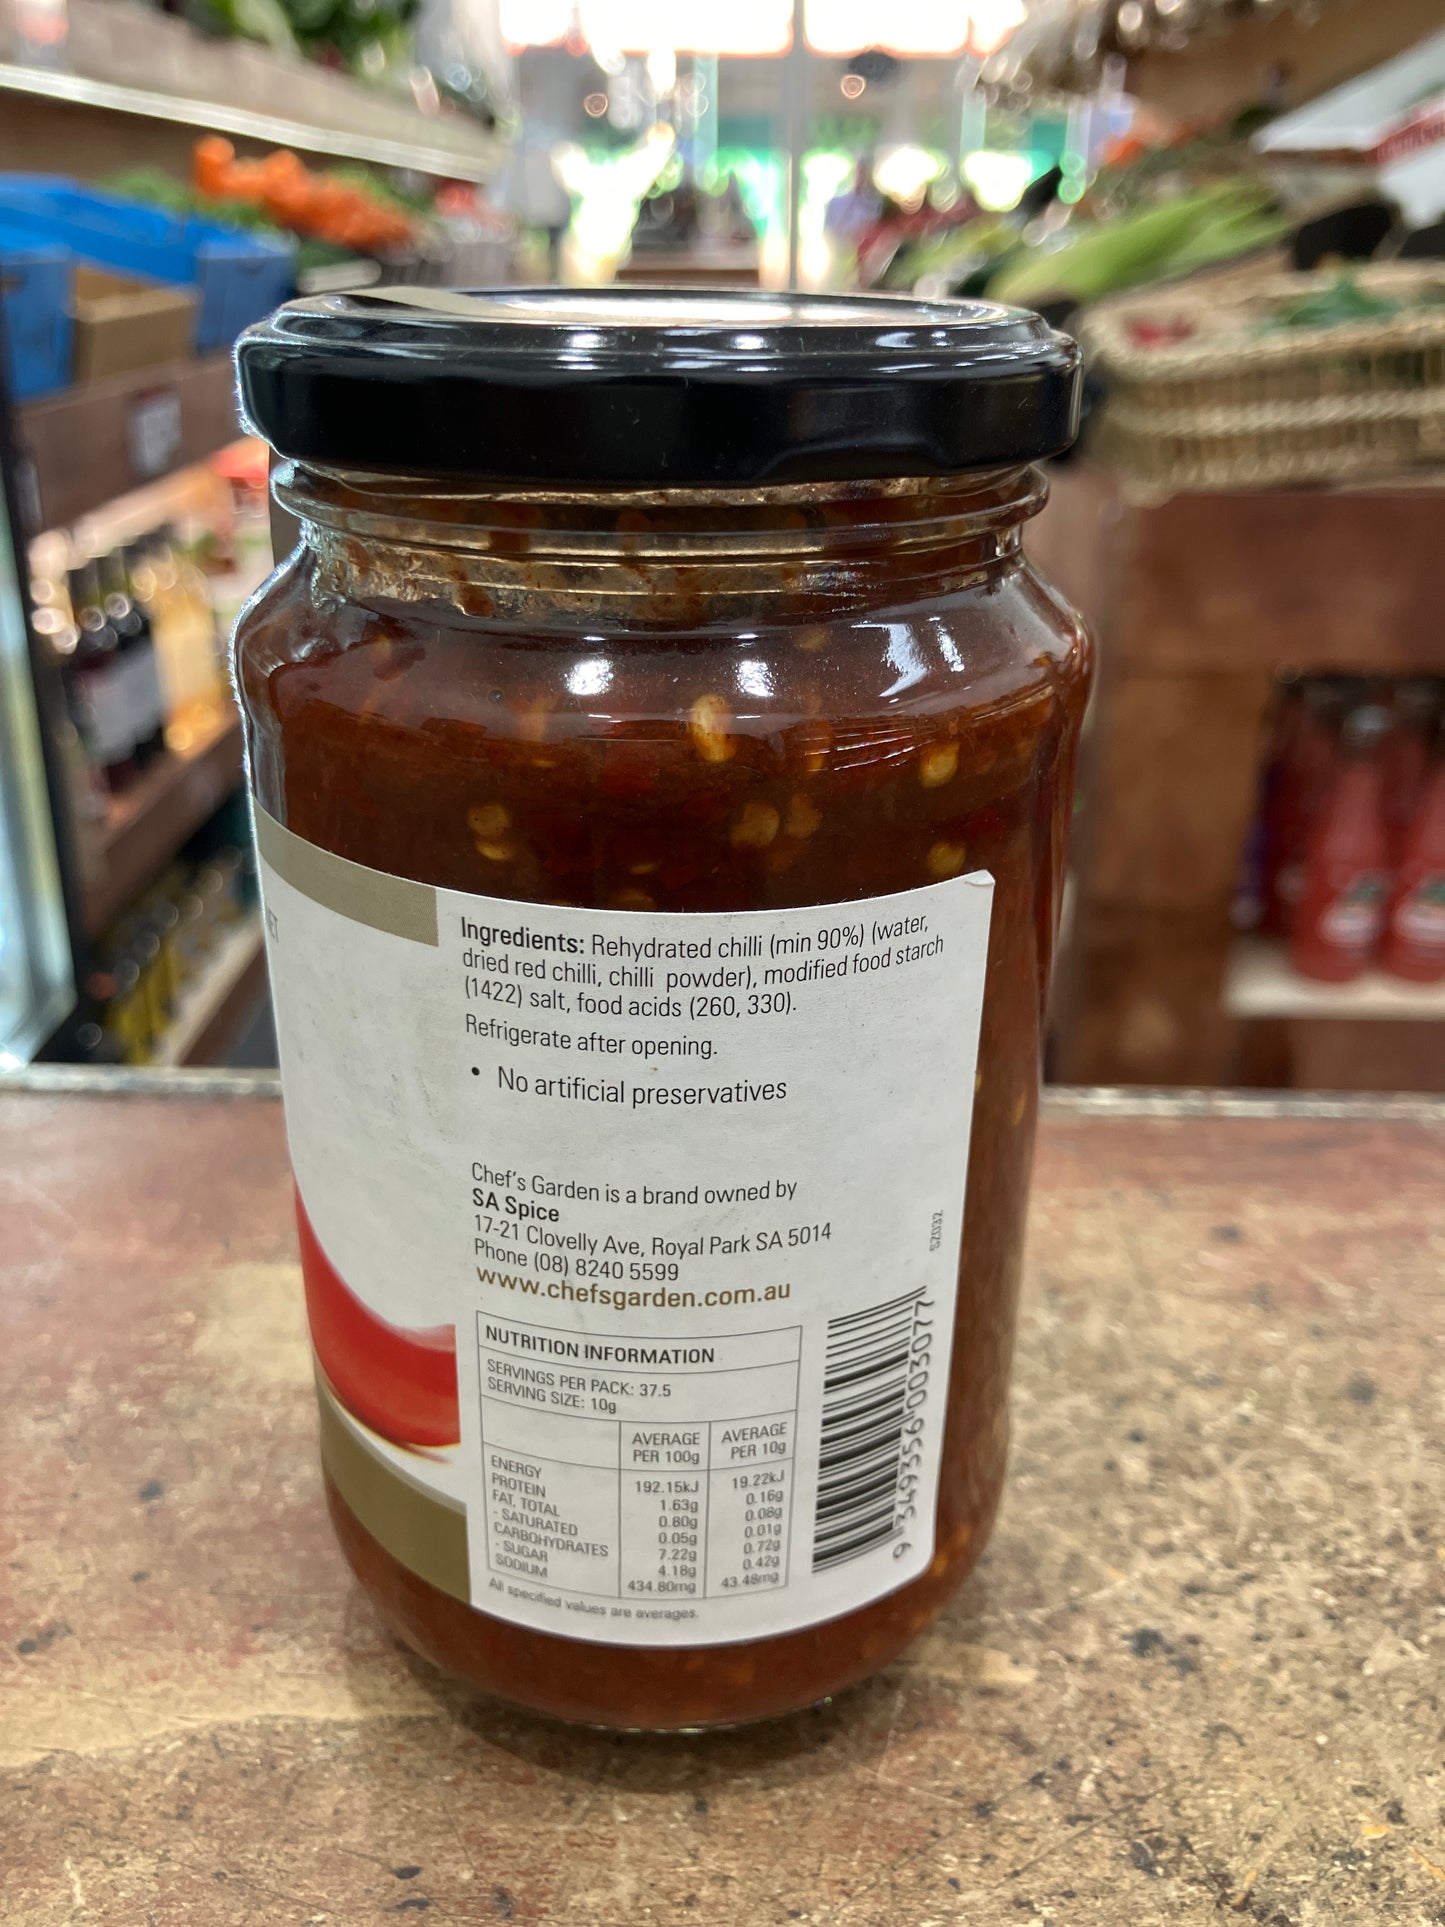 NET
Ingredients: Rehydrated chilli (min 90%) (water,
dried red chilli, chilli powder), modified food starch
(1422) salt, food acids (260, 330).
Refrigerate after opening.
• No artificial preservatives
Chef's Garden is a brand owned by
SA Spice
17-21 Clovelly Ave, Royal Park SA 5014
Phone (08) 8240 5599
www.chefsgarden.com.au
NUTRITION INFORMATION
SERVINGS PER PACK: 37.5
SERVING SIZE: 10g
AVERAGE PER 100g AVERAGE PER 10g
ENERGY 192.15kJ 19.22kJ
PROTEIN 1.63g 0.16g
FAT, TOTAL 0.80g 0.08g
- SATURATED 0.05g 0.01g
CARBOHYDRATES 7.22g 0.72g
- SUGAR 4.18g 0.42g
SODIUM 434.80mg 43.48mg
All specified values are averages.
SZ032
9 349356 003077